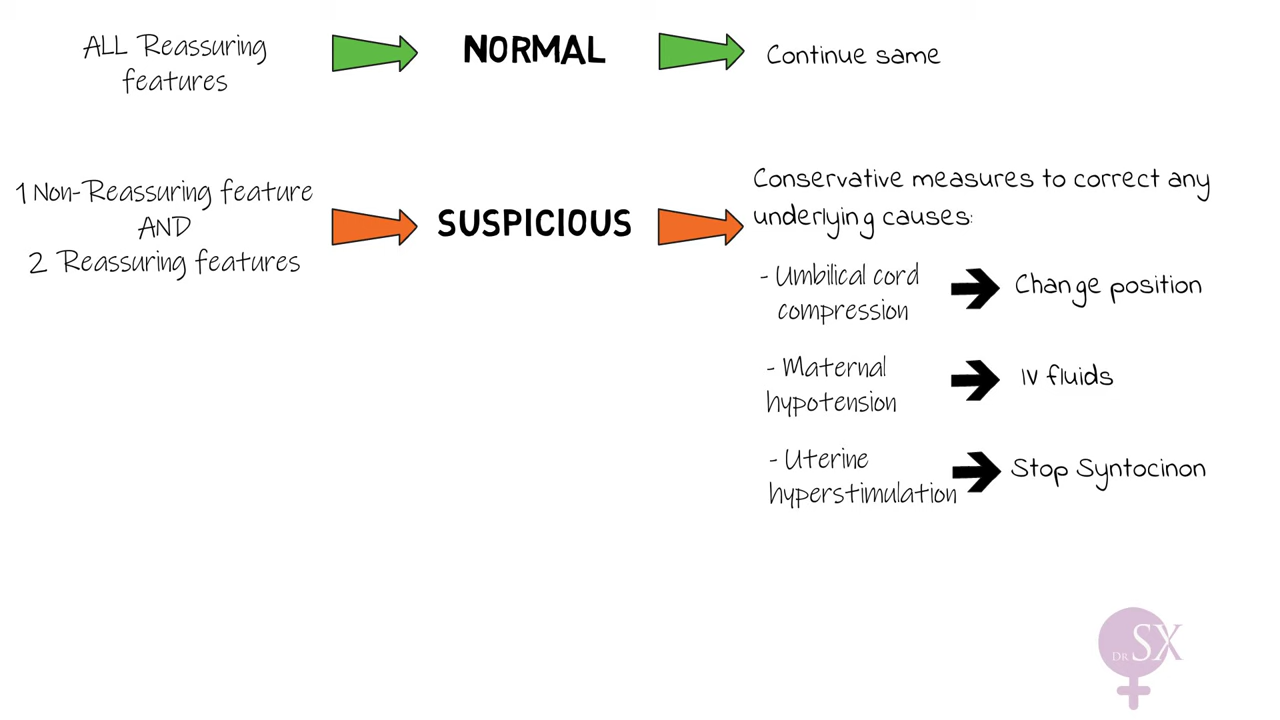 ALL Reassuring
features
NORMAL
Continue same
1 Non-Reassuring feature
AND
2 Reassuring features
SUSPICIOUS
Conservative measures to correct any
underlying causes:
- Umbilical cord
compression
Change position
- Maternal
hypotension
IV fluids
- Uterine
hyperstimulation
Stop Syntocinon
DR SX